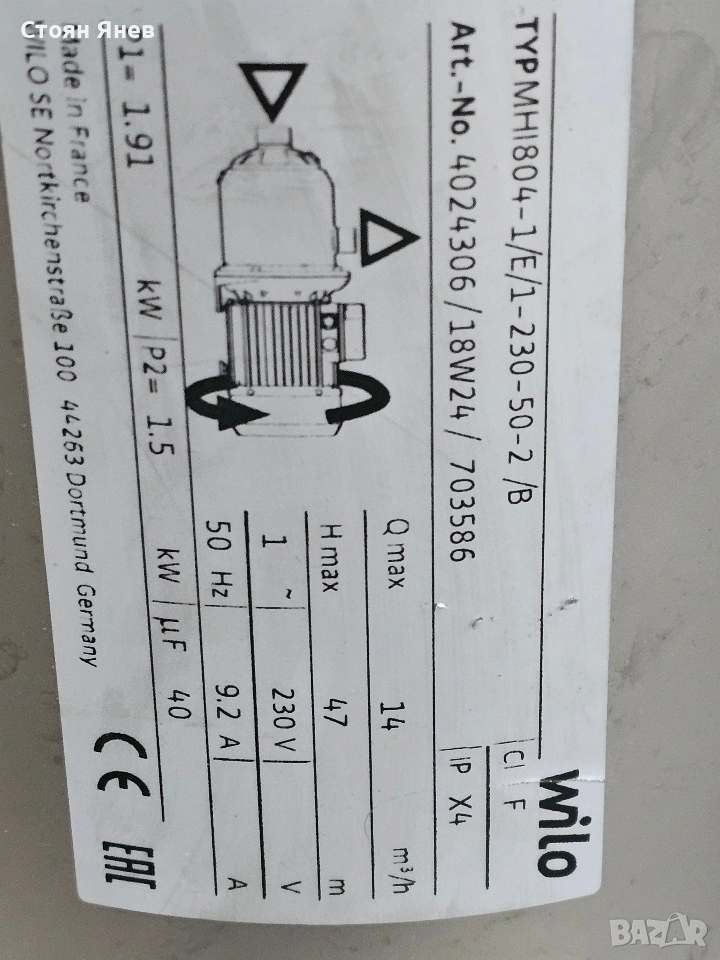 Стоян Янев
wilo
TYP MHI804-1/E/1-230-50-2 /B
Cl F
Art.-No. 4024306 /18W24 / 703586
IP X4
Q max 14 m³/h
H max 47 m
1 ~ 230 V V
50 Hz 9.2 A A
P1= 1.91 kW P2= 1.5 kW µF 40
Made in France
WILO SE Nortkirchenstraße 100 44263 Dortmund Germany
CE EAC
BAZAR